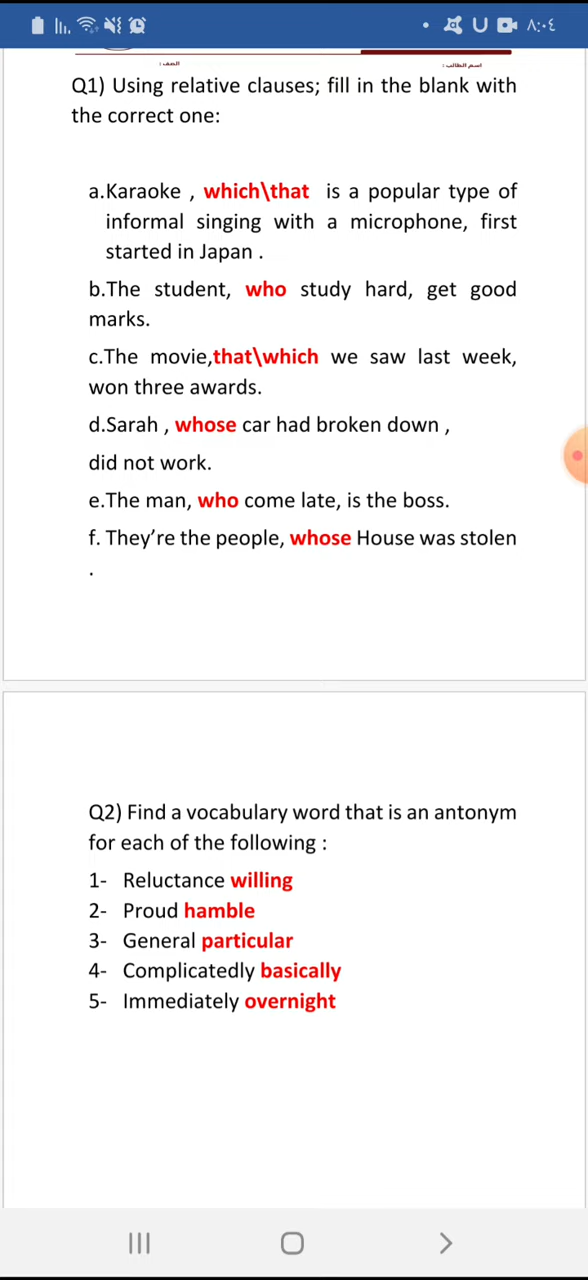 ٨:٠٤
اسم الطالب :
الصف :
Q1) Using relative clauses; fill in the blank with
the correct one:
a.Karaoke , which\that is a popular type of
informal singing with a microphone, first
started in Japan .
b.The student, who study hard, get good
marks.
c.The movie,that\which we saw last week,
won three awards.
d.Sarah , whose car had broken down ,
did not work.
e.The man, who come late, is the boss.
f. They’re the people, whose House was stolen
.
Q2) Find a vocabulary word that is an antonym
for each of the following :
1- Reluctance willing
2- Proud hamble
3- General particular
4- Complicatedly basically
5- Immediately overnight